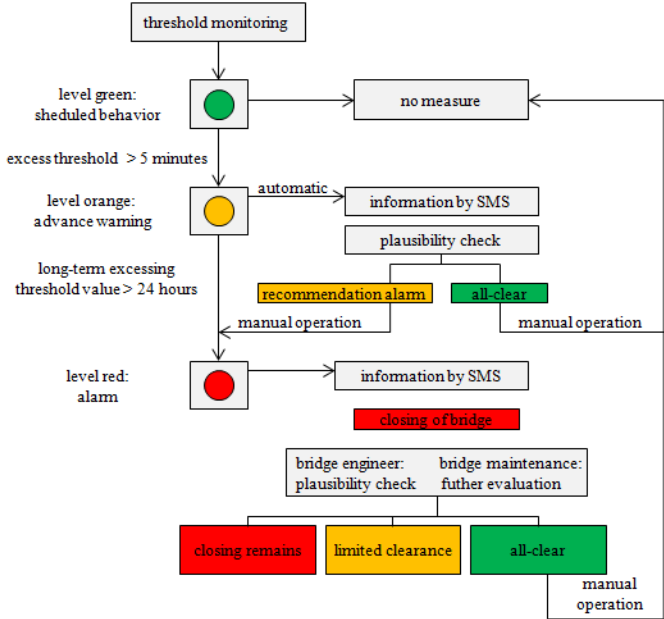 threshold monitoring
level green:
sheduled behavior
no measure
excess threshold > 5 minutes
automatic
level orange:
advance warning
information by SMS
plausibility check
long-term excessing
threshold value > 24 hours
recommendation alarm
all-clear
manual operation
manual operation
level red:
alarm
information by SMS
closing of bridge
bridge engineer:
plausibility check
bridge maintenance:
futher evaluation
closing remains
limited clearance
all-clear
manual
operation